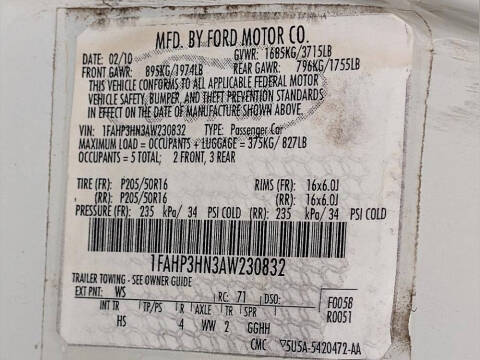 MFD. BY FORD MOTOR CO.
DATE: 02/10 GVWR: 1685KG/3715LB
FRONT GAWR: 895KG/1974LB REAR GAWR: 796KG/1755LB
THIS VEHICLE CONFORMS TO ALL APPLICABLE FEDERAL MOTOR
VEHICLE SAFETY, BUMPER, AND THEFT PREVENTION STANDARDS
IN EFFECT ON THE DATE OF MANUFACTURE SHOWN ABOVE.
VIN: 1FAHP3HN3AW230832 TYPE: Passenger Car
MAXIMUM LOAD = OCCUPANTS + LUGGAGE = 375KG/ 827LB
OCCUPANTS = 5 TOTAL; 2 FRONT, 3 REAR
TIRE (FR): P205/50R16 RIMS (FR): 16x6.0J
(RR): P205/50R16 (RR): 16x6.0J
PRESSURE (FR): 235 kPa/ 34 PSI COLD (RR): 235 kPa/ 34 PSI COLD
1FAHP3HN3AW230832
TRAILER TOWING - SEE OWNER GUIDE
EXT PNT: WS RC: 71 DSO: F0058
INT TR TP/PS R AXLE TR SPR R0051
HS 4 WW 2 GGHH
CMC 5U5A-5420472-AA